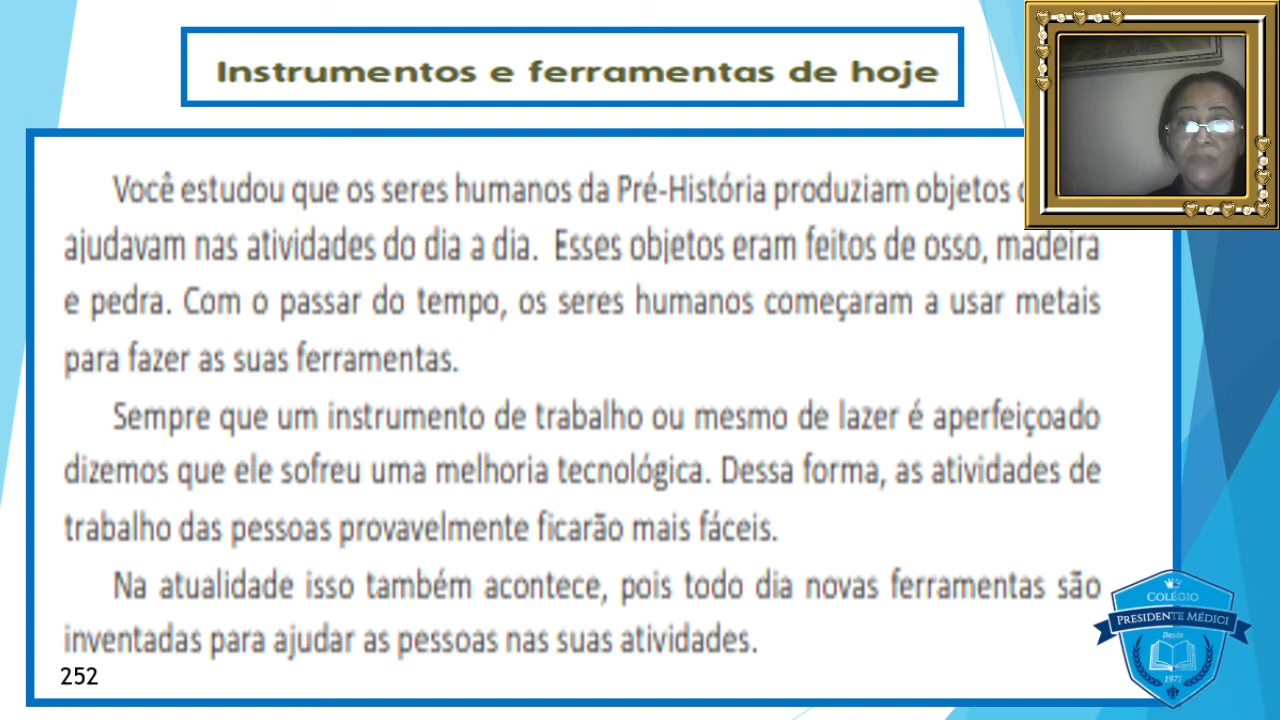 Instrumentos e ferramentas de hoje
Você estudou que os seres humanos da Pré-História produziam objetos
ajudavam nas atividades do dia a dia. Esses objetos eram feitos de osso, madeira
e pedra. Com o passar do tempo, os seres humanos começaram a usar metais
para fazer as suas ferramentas.
Sempre que um instrumento de trabalho ou mesmo de lazer é aperfeiçoado
dizemos que ele sofreu uma melhoria tecnológica. Dessa forma, as atividades de
trabalho das pessoas provavelmente ficarão mais fáceis.
Na atualidade isso também acontece, pois todo dia novas ferramentas são
inventadas para ajudar as pessoas nas suas atividades.
252
COLÉGIO
PRESIDENTE MÉDICI
Desde
1971